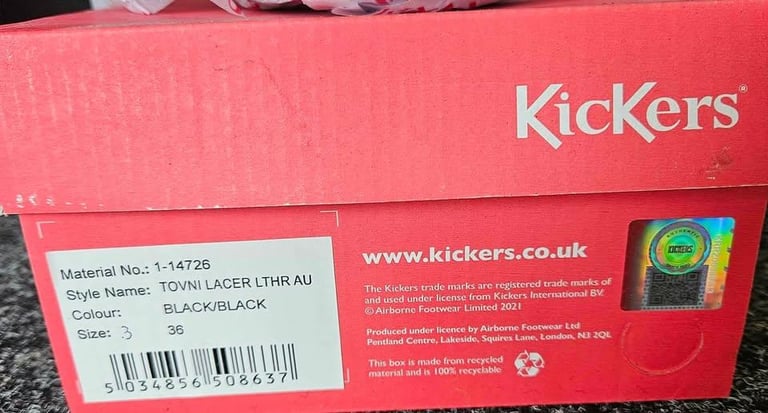 KicKers®
Material No.: 1-14726
Style Name: TOVNI LACER LTHR AU
Colour: BLACK/BLACK
Size: 3 36
5 034856 508637
www.kickers.co.uk
The Kickers trade marks are registered trade marks of
and used under license from Kickers International BV.
© Airborne Footwear Limited 2021
Produced under licence by Airborne Footwear Ltd
Pentland Centre, Lakeside, Squires Lane, London, N3 2QL
This box is made from recycled
material and is 100% recyclable
AUTHENTIC
KICKERS